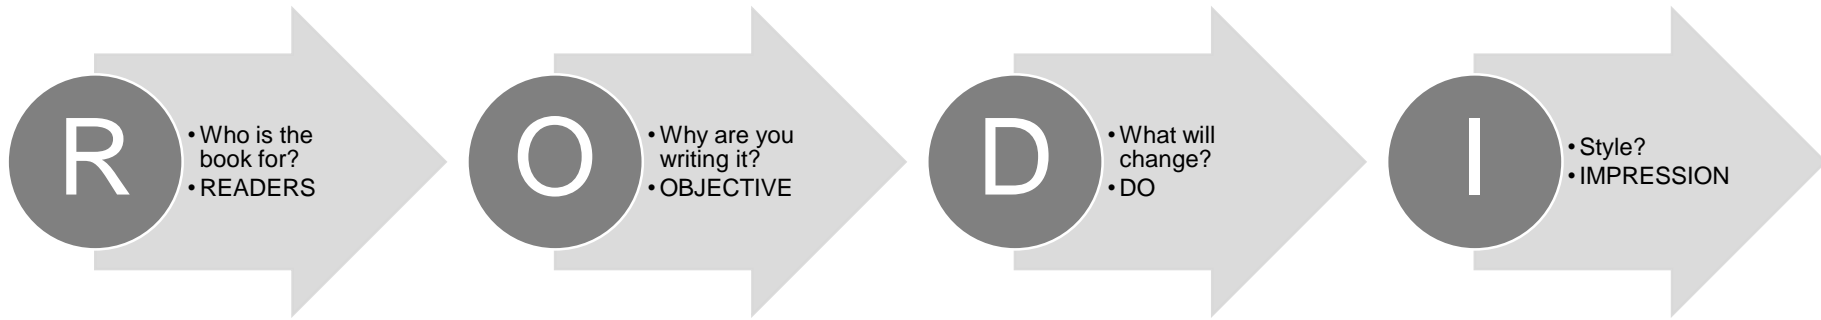 R
• Who is the
book for?
• READERS
O
• Why are you
writing it?
• OBJECTIVE
D
• What will
change?
• DO
I
• Style?
• IMPRESSION